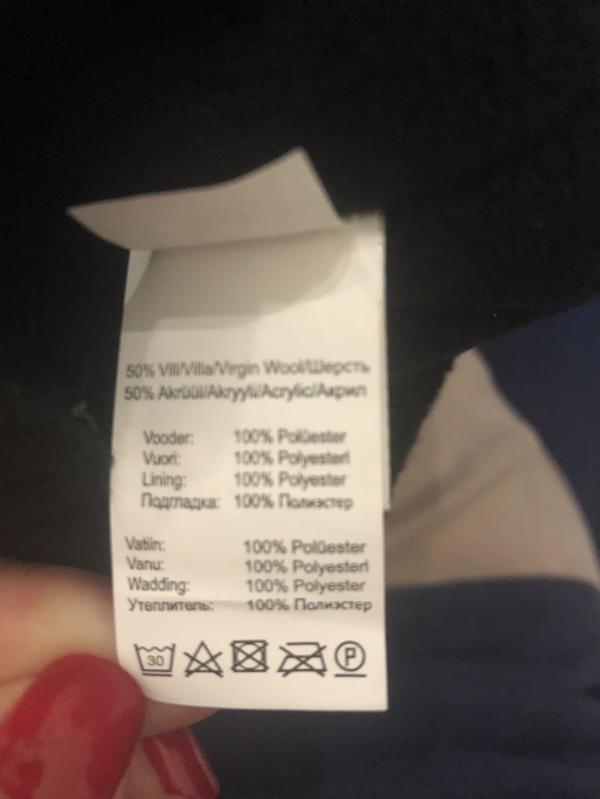 50% Vill/Villa/Virgin Wool/Шерсть
50% Akrüül/Akryyli/Acrylic/Акрил
Vooder: 100% Polüester
Vuori: 100% Polyesteri
Lining: 100% Polyester
Подгладка: 100% Полиэстер
Vatiin: 100% Polüester
Vanu: 100% Polyesteri
Wadding: 100% Polyester
Утеплитель: 100% Полиэстер
30 P